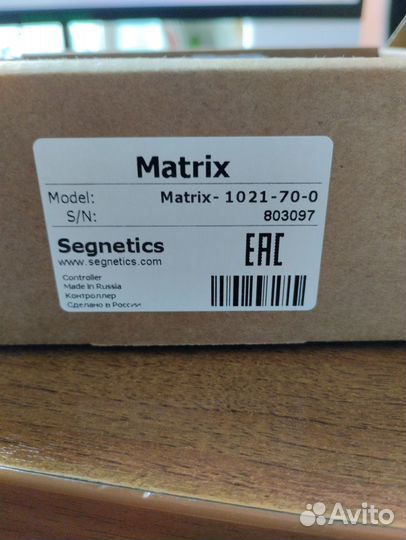 Matrix
Model: Matrix- 1021-70-0
S/N: 803097
Segnetics
www.segnetics.com
EAC
Controller
Made In Russia
Контроллер
Сделано в России
Avito